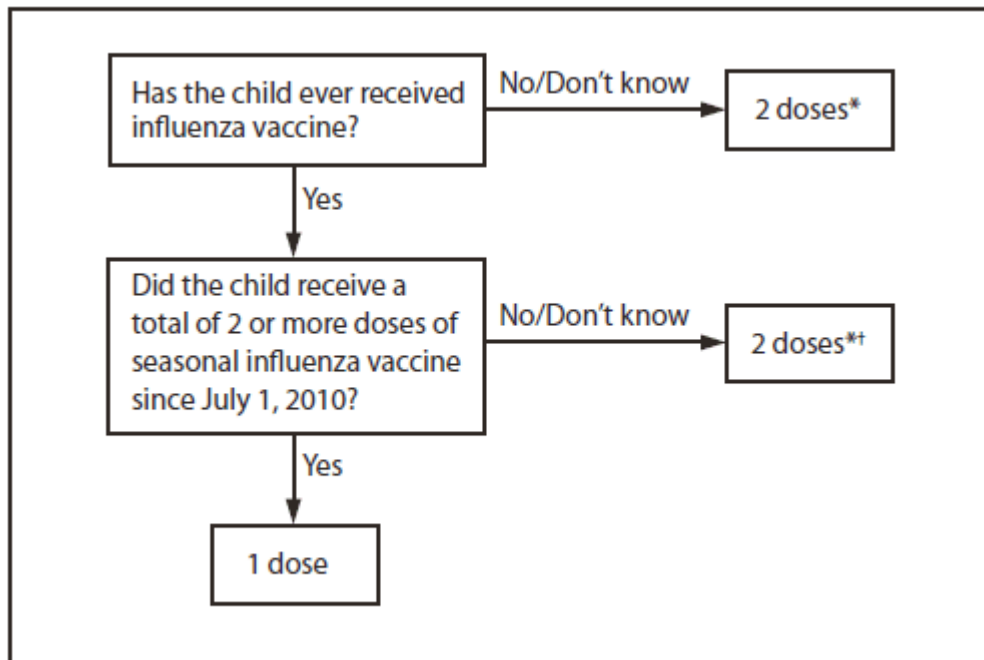 Has the child ever received
influenza vaccine?
No/Don’t know
2 doses*
Yes
Did the child receive a
total of 2 or more doses of
seasonal influenza vaccine
since July 1, 2010?
No/Don’t know
2 doses*†
Yes
1 dose